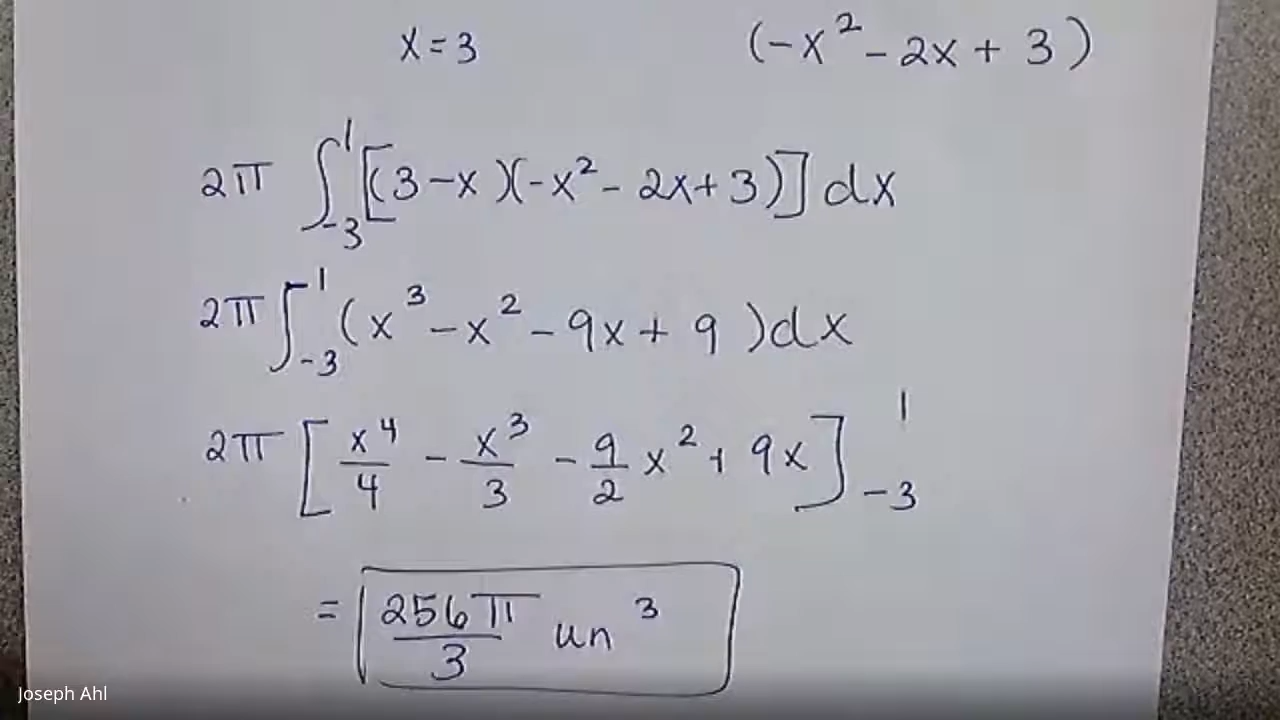 x = 3 (-x² - 2x + 3)
2π ∫₋₃¹ [(3-x)(-x² - 2x+3)] dx
2π ∫₋₃¹ (x³ - x² - 9x + 9) dx
2π [x⁴/4 - x³/3 - 9/2 x² + 9x]₋₃¹
= 256π/3 un³
Joseph Ahl